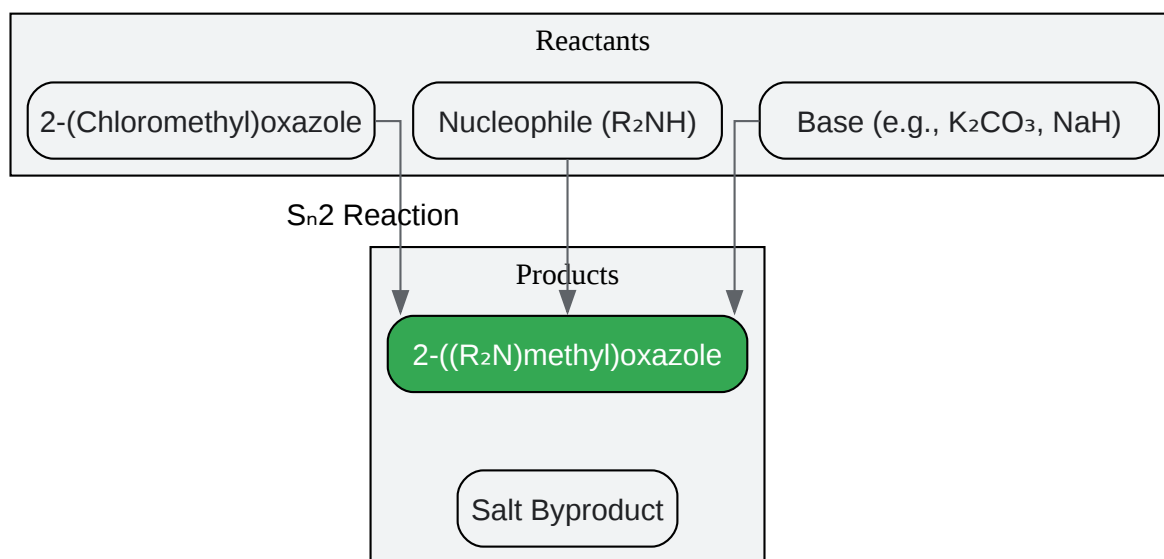 Reactants
2-(Chloromethyl)oxazole
Nucleophile (R₂NH)
Base (e.g., K₂CO₃, NaH)
Sₙ2 Reaction
Products
2-((R₂N)methyl)oxazole
Salt Byproduct